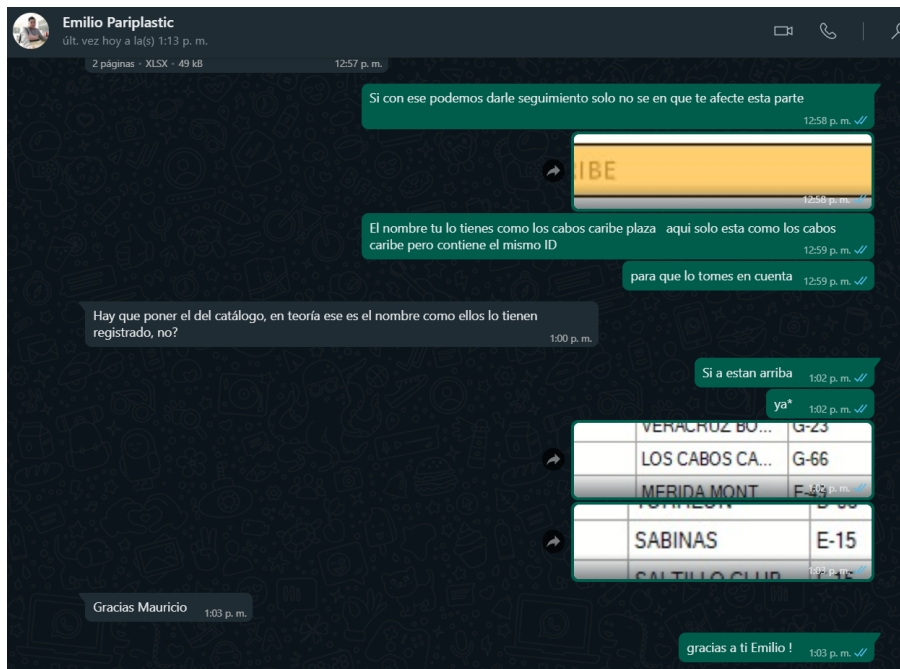 Emilio Pariplastic
últ. vez hoy a la(s) 1:13 p. m.
2 páginas • XLSX • 49 kB 12:57 p. m.
Si con ese podemos darle seguimiento solo no se en que te afecte esta parte
12:58 p. m.
RIBE
12:58 p. m.
El nombre tu lo tienes como los cabos caribe plaza aqui solo esta como los cabos
caribe pero contiene el mismo ID
12:59 p. m.
para que lo tomes en cuenta 12:59 p. m.
Hay que poner el del catálogo, en teoría ese es el nombre como ellos lo tienen
registrado, no?
1:00 p. m.
Si a estan arriba 1:02 p. m.
ya* 1:02 p. m.
VERACRUZ BO... G-23
LOS CABOS CA... G-66
MERIDA MONT 1:02 p. m.
TORREON
SABINAS E-15
SALTILLO CLUB 1:03 p. m.
Gracias Mauricio 1:03 p. m.
gracias a ti Emilio ! 1:03 p. m.